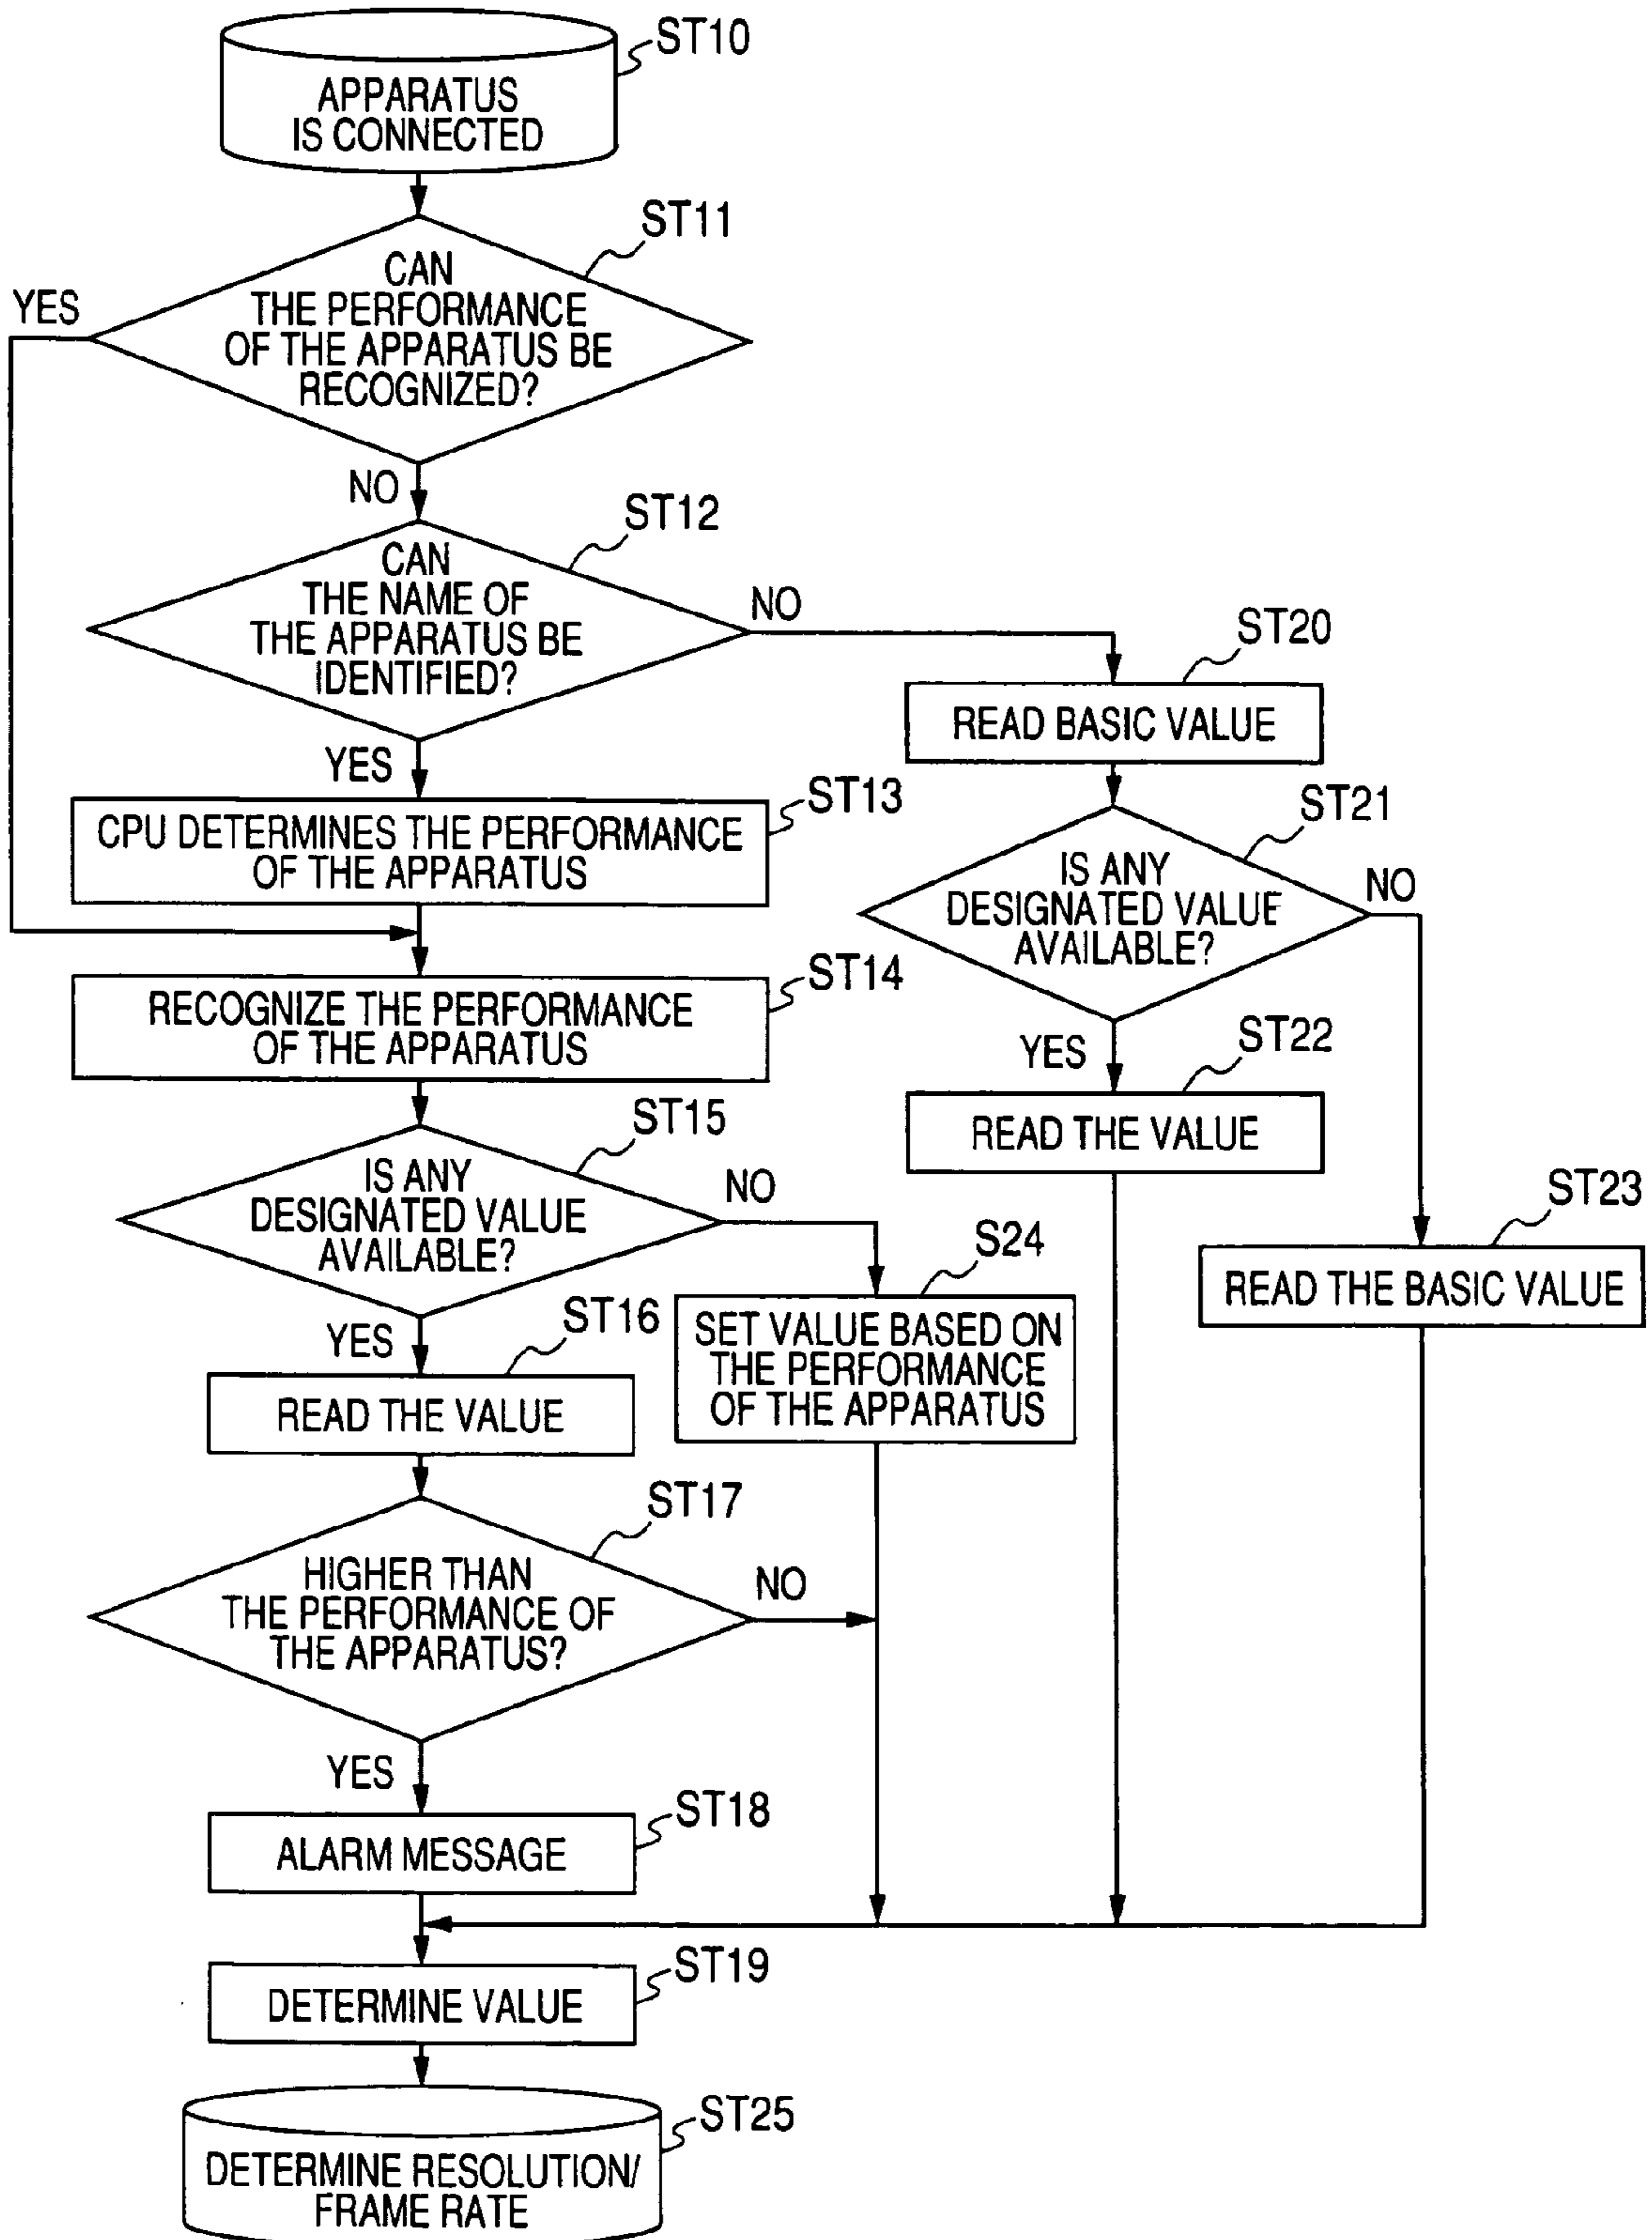 ST10
APPARATUS
IS CONNECTED
ST11
CAN
THE PERFORMANCE
OF THE APPARATUS BE
RECOGNIZED?
YES
NO
ST12
CAN
THE NAME OF
THE APPARATUS BE
IDENTIFIED?
NO
YES
ST20
READ BASIC VALUE
ST13
CPU DETERMINES THE PERFORMANCE
OF THE APPARATUS
ST21
IS ANY
DESIGNATED VALUE
AVAILABLE?
NO
YES
ST14
RECOGNIZE THE PERFORMANCE
OF THE APPARATUS
ST22
READ THE VALUE
ST15
IS ANY
DESIGNATED VALUE
AVAILABLE?
NO
YES
ST23
READ THE BASIC VALUE
S24
SET VALUE BASED ON
THE PERFORMANCE
OF THE APPARATUS
ST16
READ THE VALUE
ST17
HIGHER THAN
THE PERFORMANCE OF
THE APPARATUS?
NO
YES
ST18
ALARM MESSAGE
ST19
DETERMINE VALUE
ST25
DETERMINE RESOLUTION/
FRAME RATE